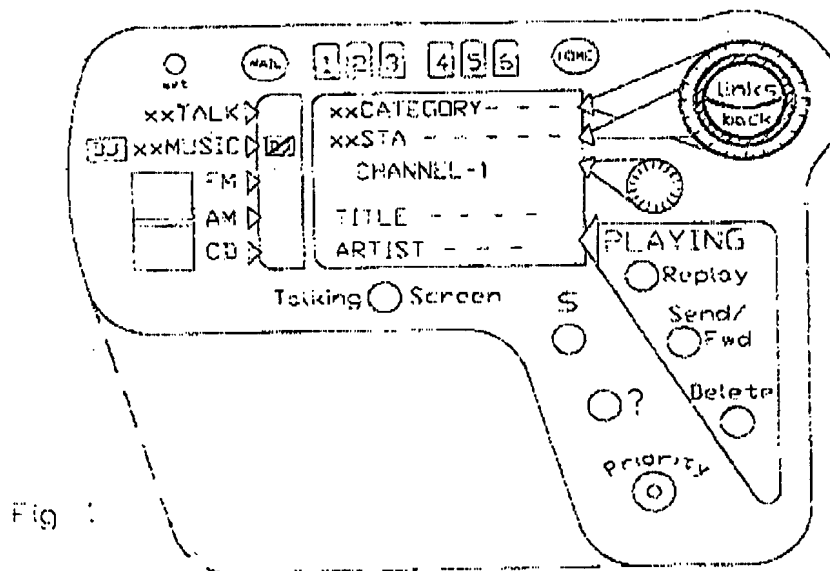 MAIL 1 2 3 4 5 6 HOME
links
back
xxTALK xxCATEGORY- - - -
DJ xxMUSIC DJ xxSTA - - - - -
FM CHANNEL-1
AM TITLE - - - -
CD ARTIST - - - -
PLAYING
Replay
Talking Screen
$
Send/
Fwd
Delete
?
Priority
Fig